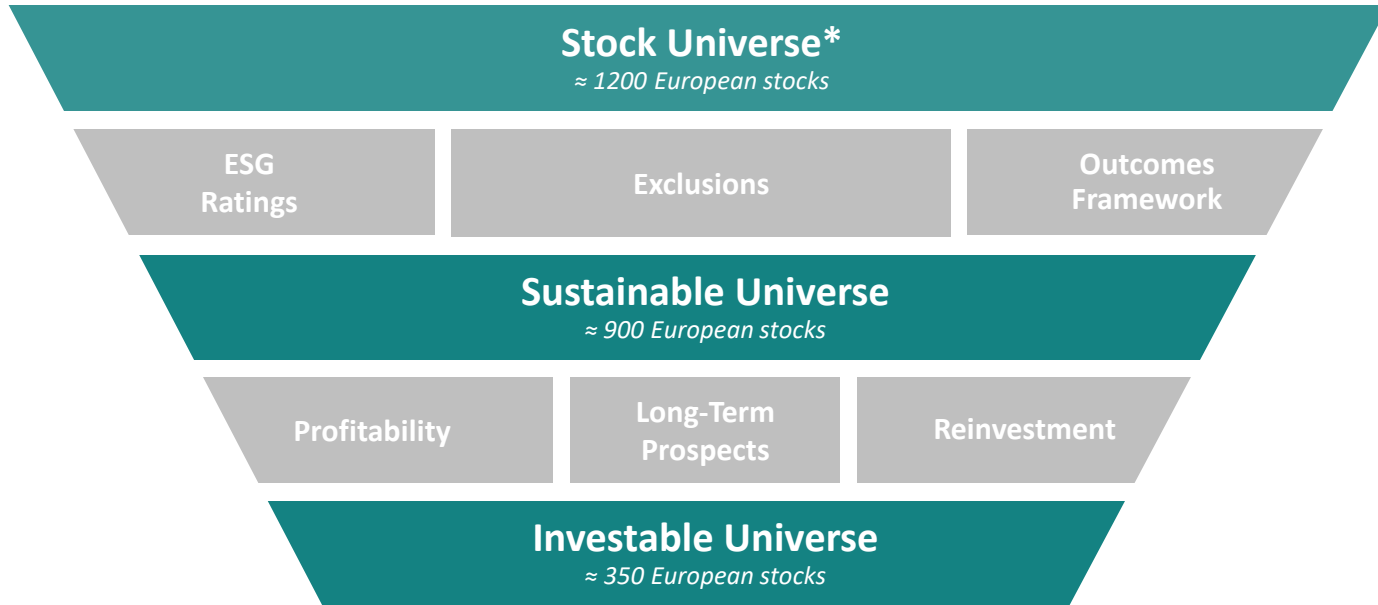 Stock Universe*
≈ 1200 European stocks
ESG
Ratings
Exclusions
Outcomes
Framework
Sustainable Universe
≈ 900 European stocks
Profitability
Long-Term
Prospects
Reinvestment
Investable Universe
≈ 350 European stocks